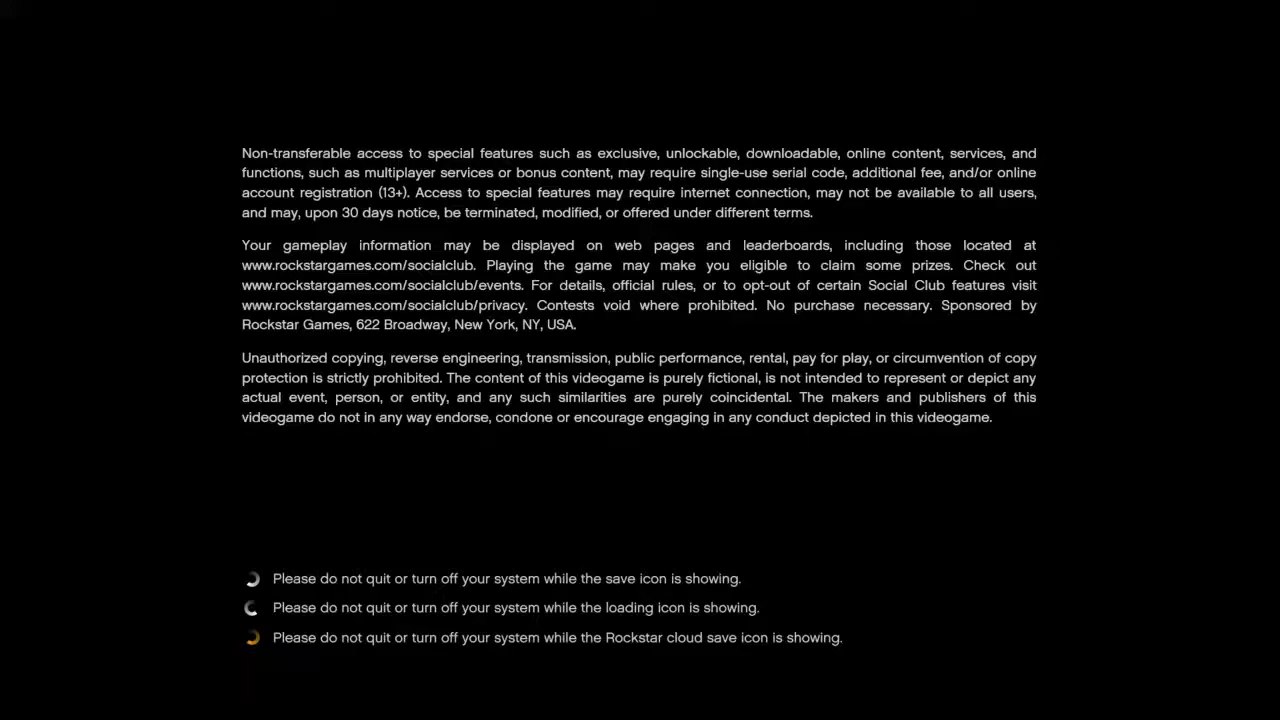 Non-transferable access to special features such as exclusive, unlockable, downloadable, online content, services, and
functions, such as multiplayer services or bonus content, may require single-use serial code, additional fee, and/or online
account registration (13+). Access to special features may require internet connection, may not be available to all users,
and may, upon 30 days notice, be terminated, modified, or offered under different terms.
Your gameplay information may be displayed on web pages and leaderboards, including those located at
www.rockstargames.com/socialclub. Playing the game may make you eligible to claim some prizes. Check out
www.rockstargames.com/socialclub/events. For details, official rules, or to opt-out of certain Social Club features visit
www.rockstargames.com/socialclub/privacy. Contests void where prohibited. No purchase necessary. Sponsored by
Rockstar Games, 622 Broadway, New York, NY, USA.
Unauthorized copying, reverse engineering, transmission, public performance, rental, pay for play, or circumvention of copy
protection is strictly prohibited. The content of this videogame is purely fictional, is not intended to represent or depict any
actual event, person, or entity, and any such similarities are purely coincidental. The makers and publishers of this
videogame do not in any way endorse, condone or encourage engaging in any conduct depicted in this videogame.
Please do not quit or turn off your system while the save icon is showing.
Please do not quit or turn off your system while the loading icon is showing.
Please do not quit or turn off your system while the Rockstar cloud save icon is showing.